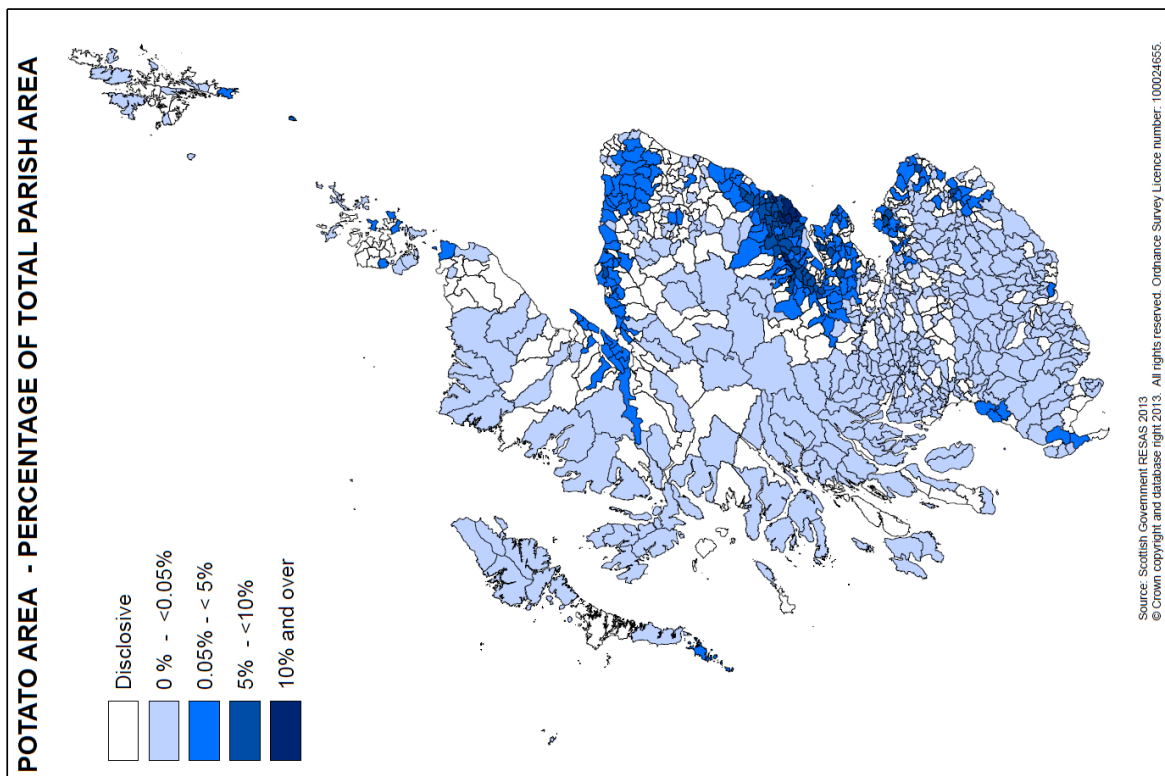 POTATO AREA - PERCENTAGE OF TOTAL PARISH AREA
Disclosive
0 % - <0.05%
0.05% - < 5%
5% - <10%
10% and over
Source: Scottish Government RESAS 2013
© Crown copyright and database right 2013. All rights reserved. Ordnance Survey Licence number: 100024655.